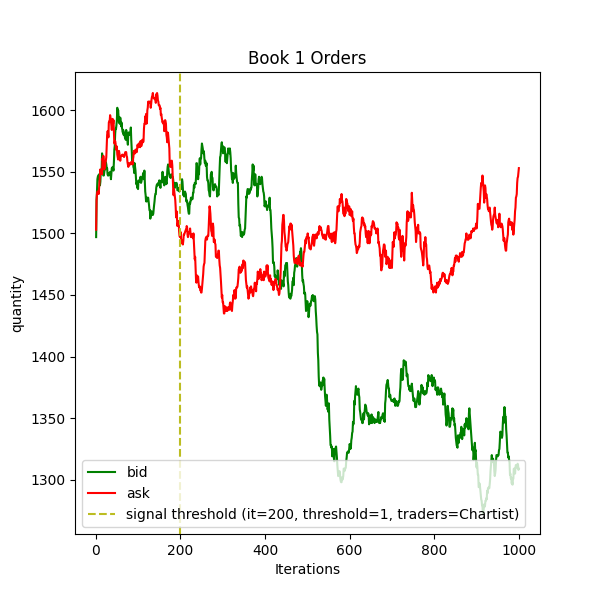 Book 1 Orders
quantity
1600
1550
1500
1450
1400
1350
1300
bid
ask
signal threshold (it=200, threshold=1, traders=Chartist)
0 200 400 600 800 1000
Iterations